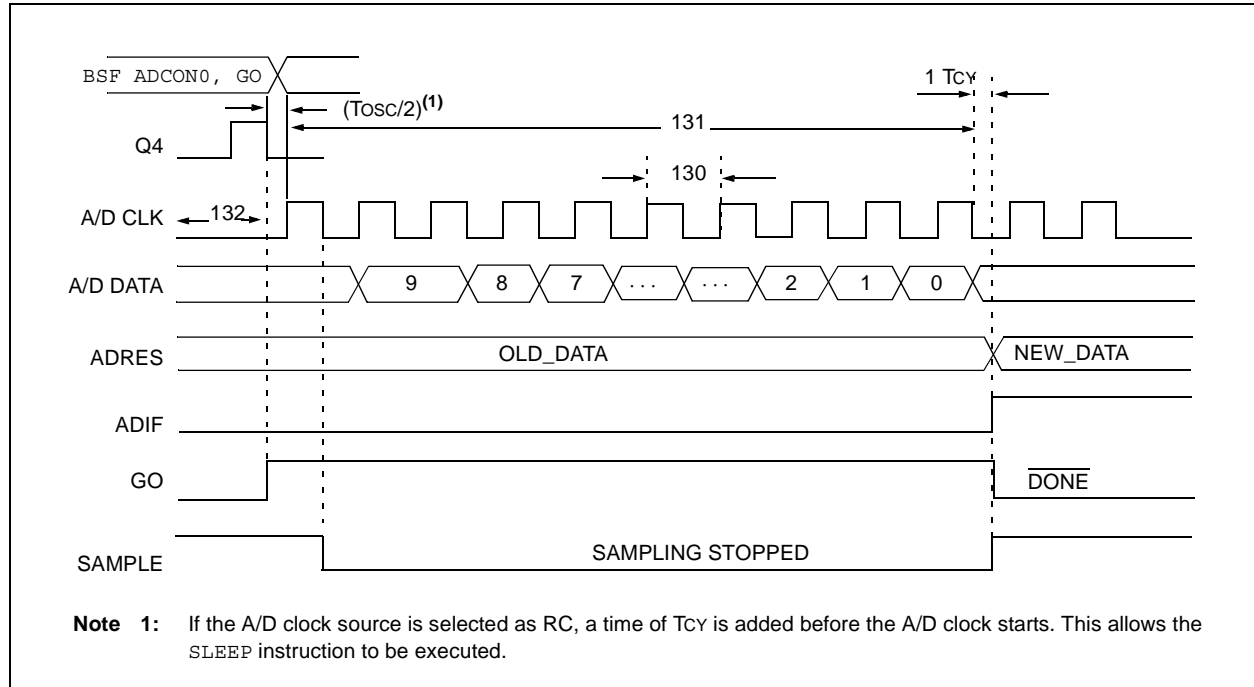 BSF ADCON0, GO
1 TCY
(TOSC/2)(1)
131
Q4
130
A/D CLK
132
A/D DATA
9
8
7
...
...
2
1
0
ADRES
OLD_DATA
NEW_DATA
ADIF
GO
DONE
SAMPLE
SAMPLING STOPPED
Note 1: If the A/D clock source is selected as RC, a time of TCY is added before the A/D clock starts. This allows the
SLEEP instruction to be executed.